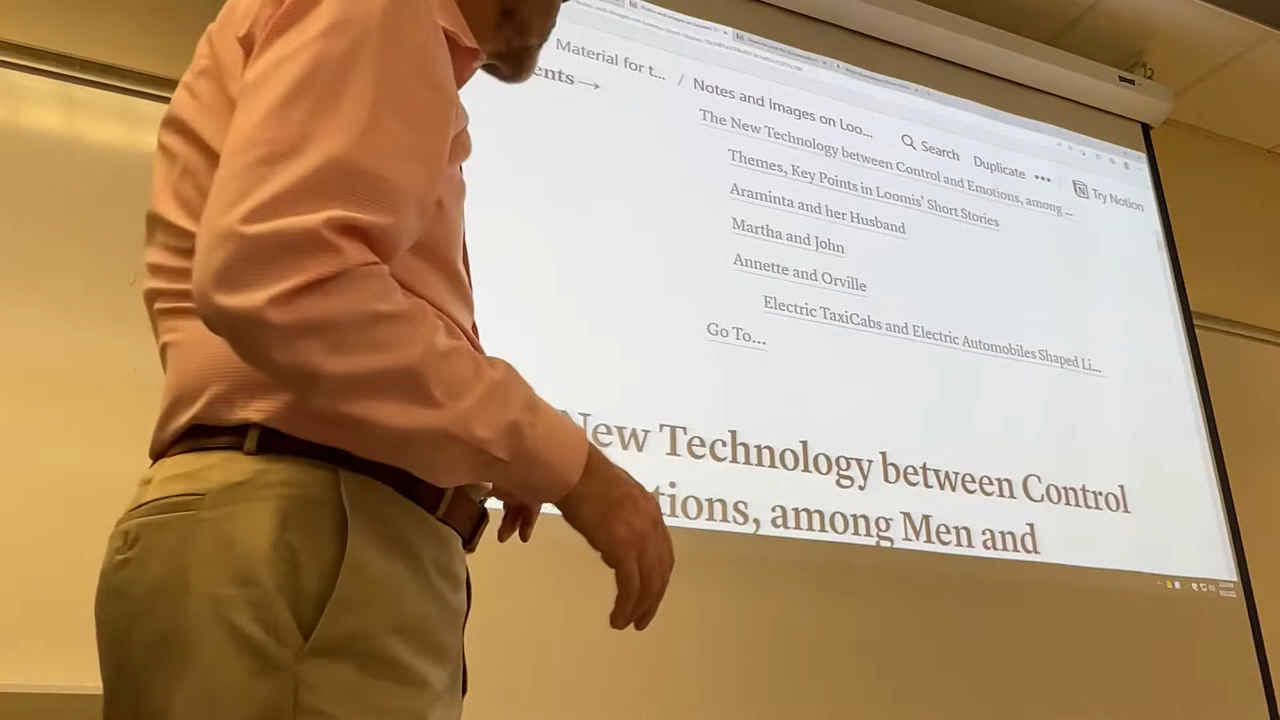 Material for t... / Notes and Images on Loo... Search Duplicate ••• Try Notion
ents →
The New Technology between Control and Emotions, among ...
Themes, Key Points in Loomis' Short Stories
Araminta and her Husband
Martha and John
Annette and Orville
Electric TaxiCabs and Electric Automobiles Shaped Li...
Go To...
New Technology between Control
tions, among Men and